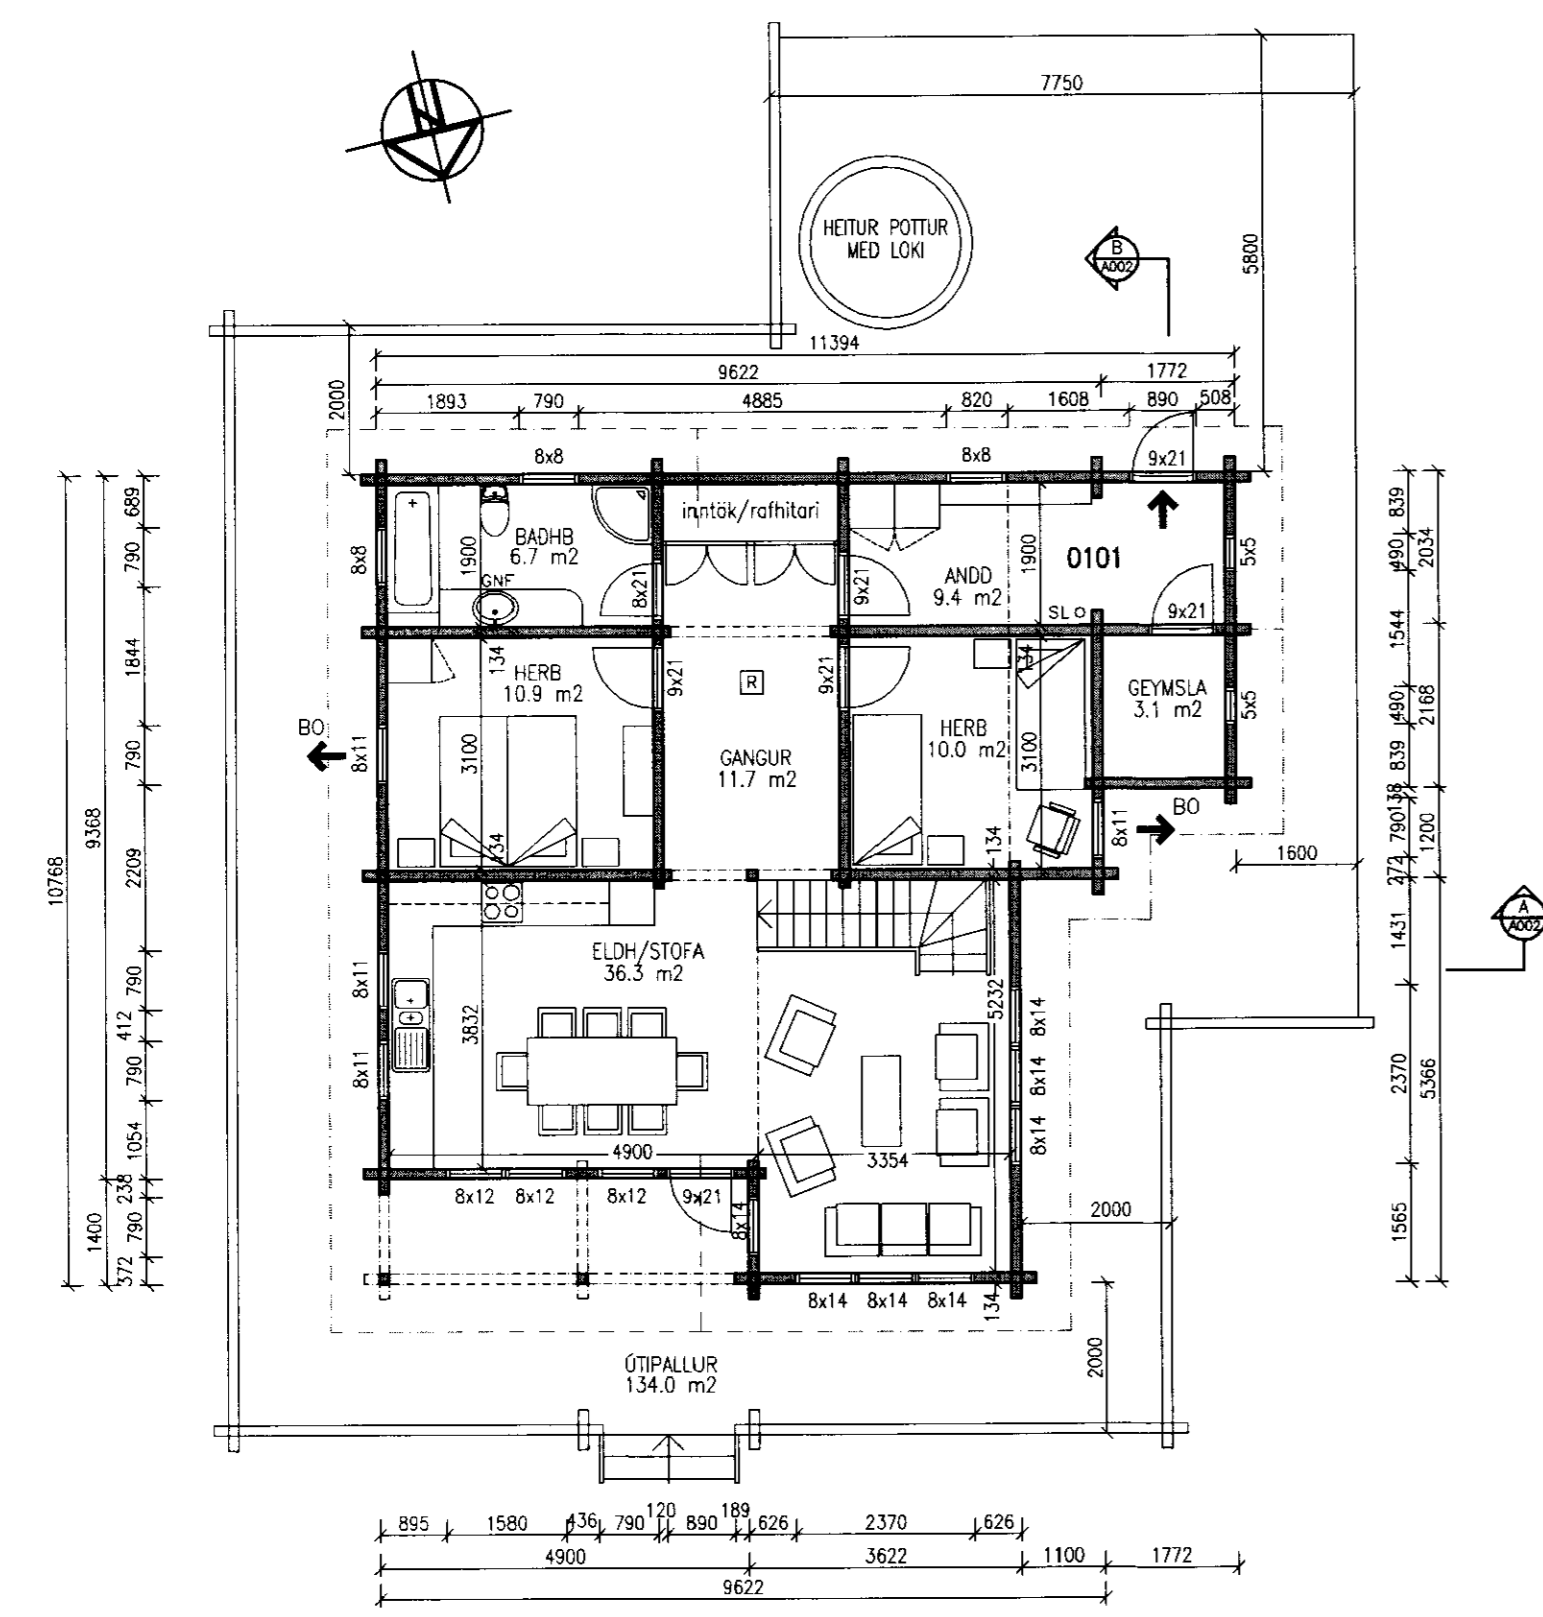 N
7750
HEITUR POTTUR
MED LOKI
B
A002
5800
11394
9622
1772
2000
1893
790
4885
820
1608
890
508
8x8
8x8
9x21
689
790
1844
790
2209
790
412
790
1054
238
790
372
9368
1400
10768
8x8
BADHB
6.7 m2
1900
GNF
8x21
inntök/rafhitari
9x21
ANDD
9.4 m2
1900
0101
SL
9x21
5x5
839
490
1544
490
839
138
790
272
1431
2370
1565
2034
2168
1200
5366
134
HERB
10.9 m2
9x21
R
9x21
134
GEYMSLA
3.1 m2
5x5
BO
8x11
3100
GANGUR
11.7 m2
HERB
10.0 m2
3100
BO
8x11
134
134
1600
A
A002
ELDH/STOFA
36.3 m2
8x11
3832
8x11
5232
8x14
8x14
8x14
4900
3354
8x12
8x12
8x12
9x21
8x14
2000
8x14
8x14
8x14
134
2000
ÚTIPALLUR
134.0 m2
895
1580
436
790
120
890
189
626
2370
626
4900
3622
1100
1772
9622